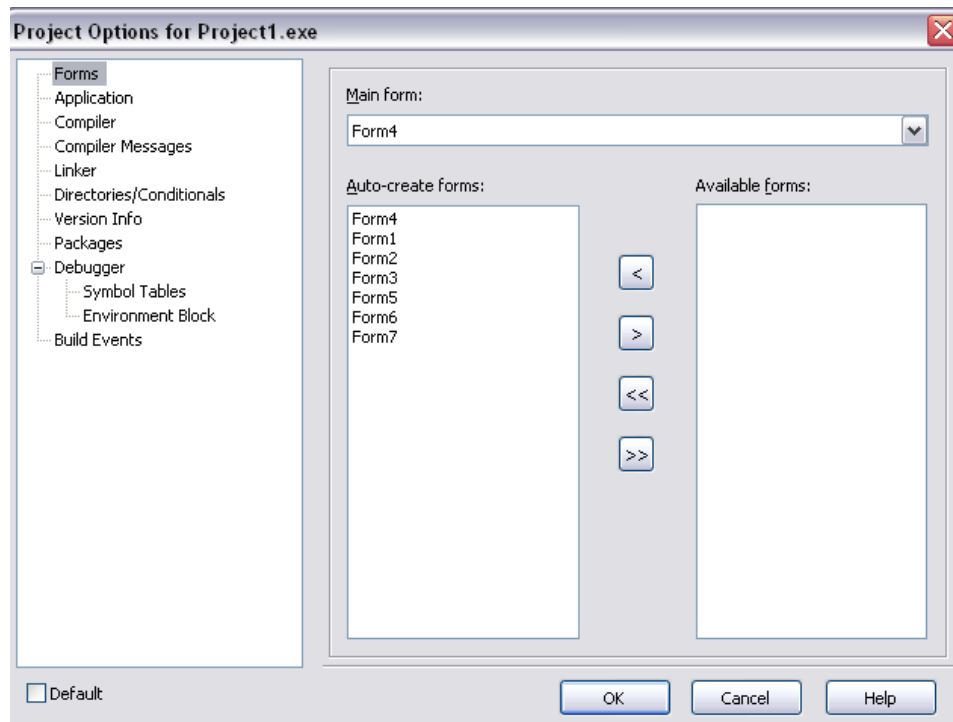 Project Options for Project1.exe
Forms
Application
Compiler
Compiler Messages
Linker
Directories/Conditionals
Version Info
Packages
Debugger
Symbol Tables
Environment Block
Build Events
Main form:
Form4
Auto-create forms:
Form4
Form1
Form2
Form3
Form5
Form6
Form7
<
>
<<
>>
Available forms:
Default
OK
Cancel
Help